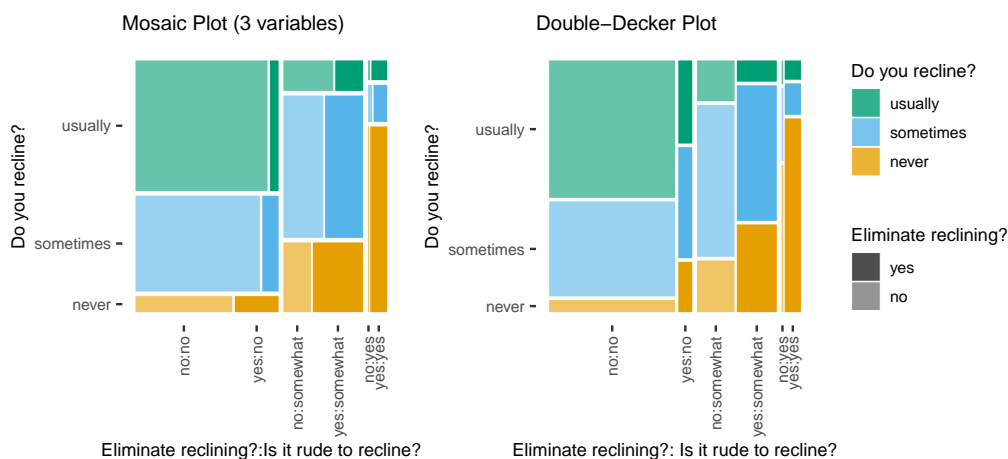 Mosaic Plot (3 variables)
Do you recline?
usually
sometimes
never
no:no
yes:no
no:somewhat
yes:somewhat
no:yes
yes:yes
Eliminate reclining?:Is it rude to recline?
Double−Decker Plot
Do you recline?
usually
sometimes
never
no:no
yes:no
no:somewhat
yes:somewhat
no:yes
yes:yes
Eliminate reclining?: Is it rude to recline?
Do you recline?
usually
sometimes
never
Eliminate reclining?
yes
no